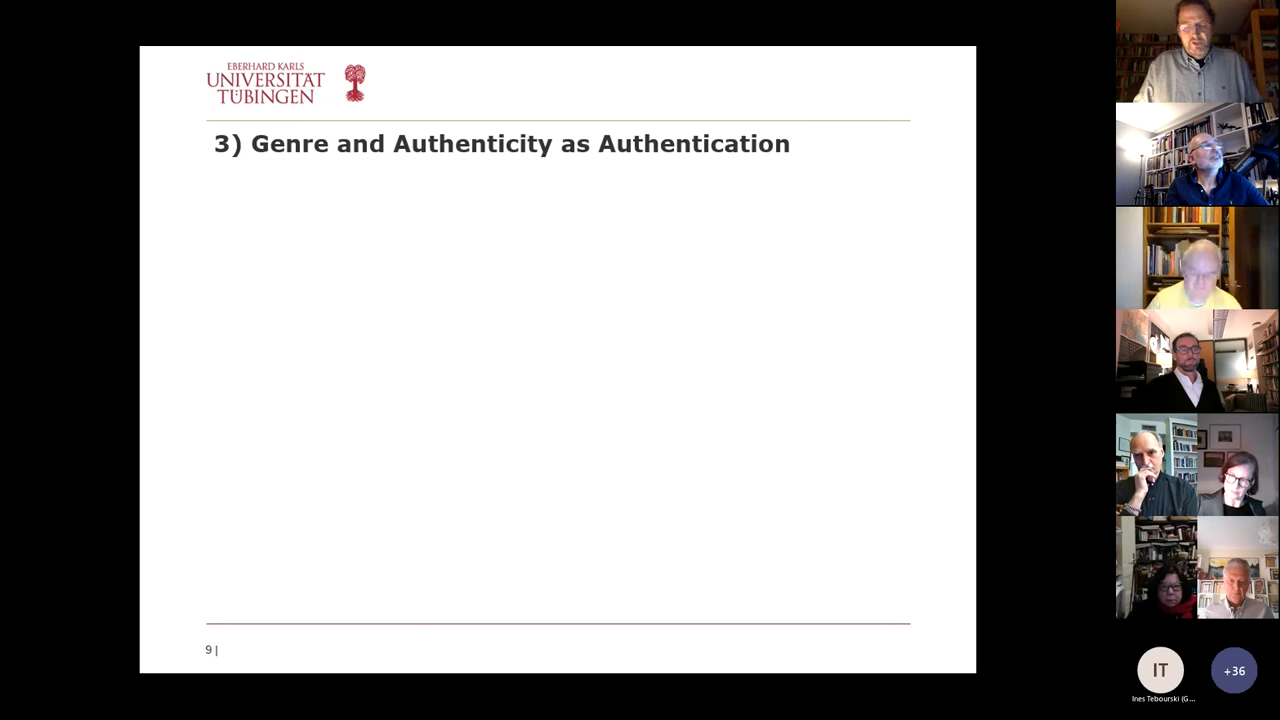 EBERHARD KARLS
UNIVERSITÄT
TÜBINGEN
3) Genre and Authenticity as Authentication
9 |
IT
+36
Ines Tebourski (G...